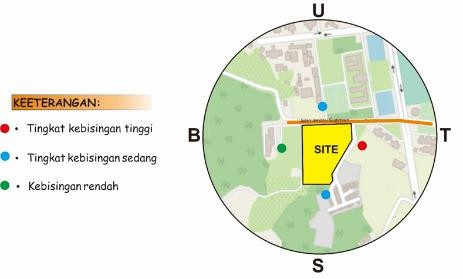 U
KEETERANGAN:
• Tingkat kebisingan tinggi
• Tingkat kebisingan sedang
• Kebisingan rendah
B
SITE
T
S